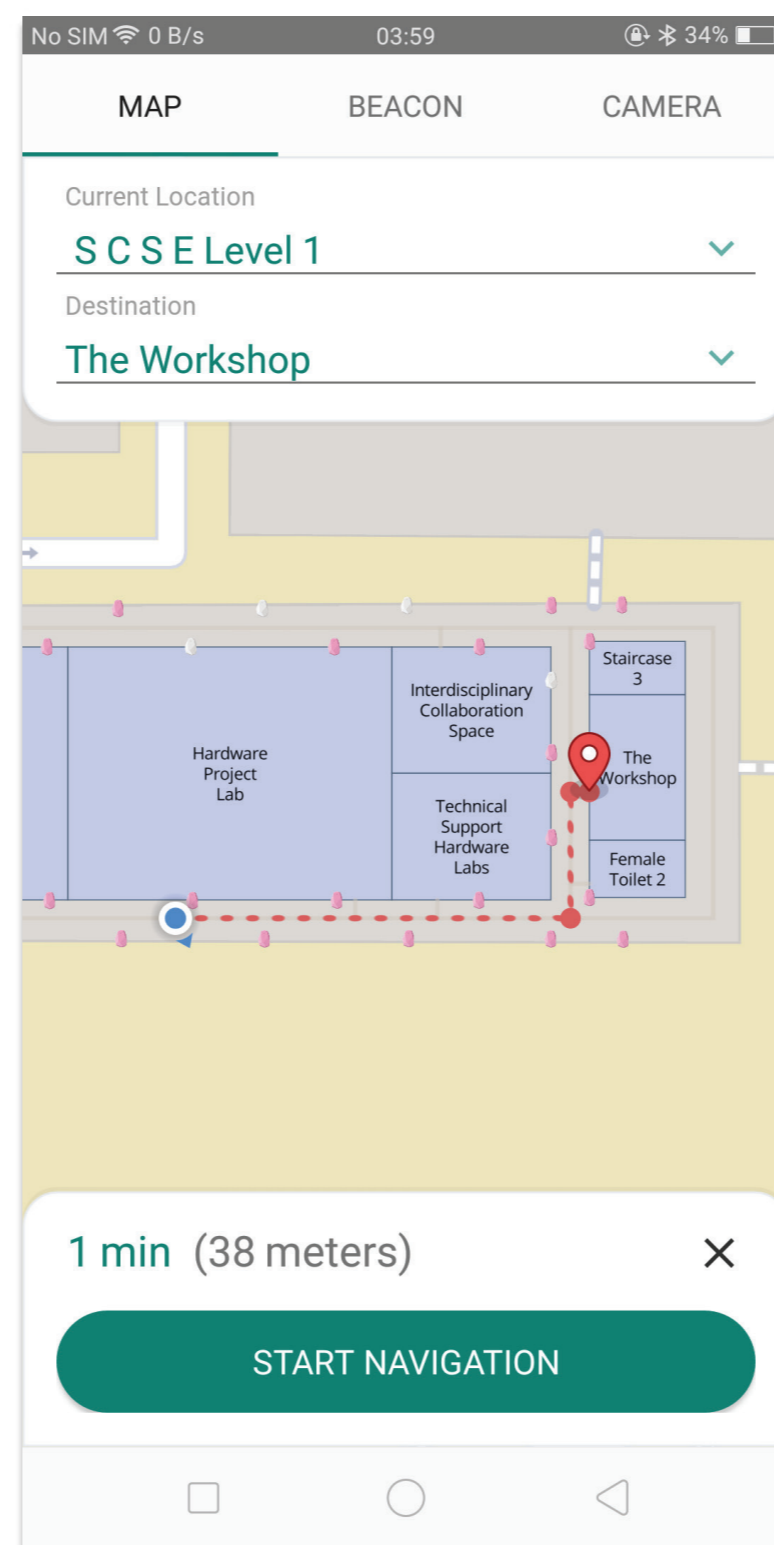 No SIM 0 B/s 03:59 34%
MAP BEACON CAMERA
Current Location
S C S E Level 1
Destination
The Workshop
Staircase
3
Interdisciplinary
Collaboration
Space
Hardware
Project
Lab
The
Workshop
Technical
Support
Hardware
Labs
Female
Toilet 2
1 min (38 meters)
START NAVIGATION